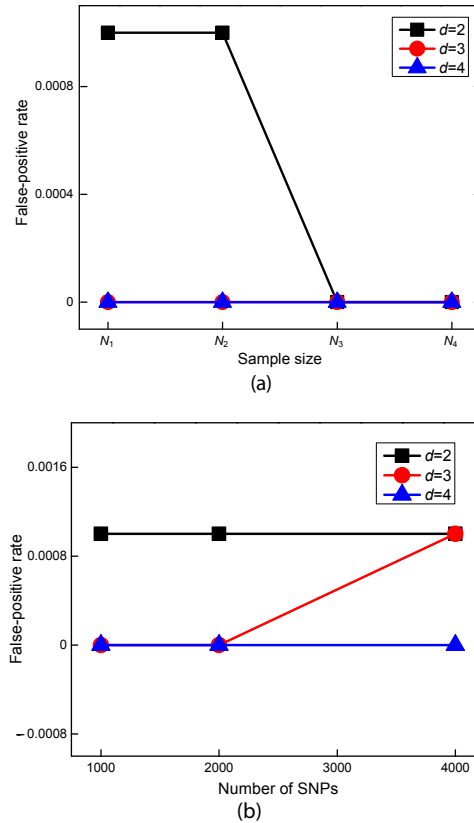 d=2
d=3
d=4
0.0008
0.0004
0
False-positive rate
N₁ N₂ N₃ N₄
Sample size
(a)
d=2
d=3
d=4
0.0016
0.0008
0
−0.0008
False-positive rate
1000 2000 3000 4000
Number of SNPs
(b)